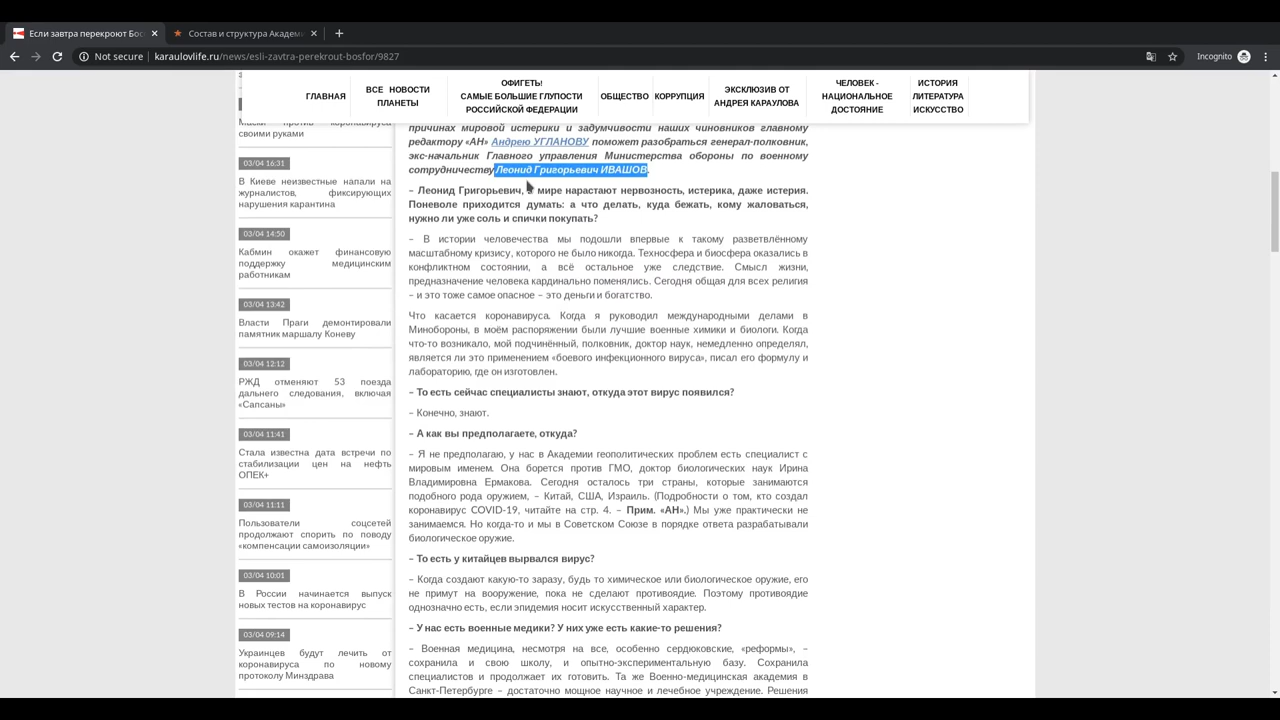 Если завтра перекроют Бос
Состав и структура Академи
Not secure
karaulovlife.ru/news/esli-zavtra-perekrout-bosfor/9827
Incognito
ГЛАВНАЯ
ВСЕ НОВОСТИ
ПЛАНЕТЫ
ОФИГЕТЬ!
САМЫЕ БОЛЬШИЕ ГЛУПОСТИ
РОССИЙСКОЙ ФЕДЕРАЦИИ
ОБЩЕСТВО
КОРРУПЦИЯ
ЭКСКЛЮЗИВ ОТ
АНДРЕЯ КАРАУЛОВА
ЧЕЛОВЕК -
НАЦИОНАЛЬНОЕ
ДОСТОЯНИЕ
ИСТОРИЯ
ЛИТЕРАТУРА
ИСКУССТВО
Маски против коронавируса
своими руками
03/04 16:31
В Киеве неизвестные напали на
журналистов, фиксирующих
нарушения карантина
03/04 14:50
Кабмин окажет финансовую
поддержку медицинским
работникам
03/04 13:42
Власти Праги демонтировали
памятник маршалу Коневу
03/04 12:12
РЖД отменяют 53 поезда
дальнего следования, включая
«Сапсаны»
03/04 11:41
Стала известна дата встречи по
стабилизации цен на нефть
ОПЕК+
03/04 11:11
Пользователи соцсетей
продолжают спорить по поводу
«компенсации самоизоляции»
03/04 10:01
В России начинается выпуск
новых тестов на коронавирус
03/04 09:14
Украинцев будут лечить от
коронавируса по новому
протоколу Минздрава
причинах мировой истерики и задумчивости наших чиновников главному
редактору «АН» Андрею УГЛАНОВУ поможет разобраться генерал-полковник,
экс-начальник Главного управления Министерства обороны по военному
сотрудничеству Леонид Григорьевич ИВАШОВ.
– Леонид Григорьевич, в мире нарастают нервозность, истерика, даже истерия.
Поневоле приходится думать: а что делать, куда бежать, кому жаловаться,
нужно ли уже соль и спички покупать?
– В истории человечества мы подошли впервые к такому разветвлённому
масштабному кризису, которого не было никогда. Техносфера и биосфера оказались в
конфликтном состоянии, а всё остальное уже следствие. Смысл жизни,
предназначение человека кардинально поменялись. Сегодня общая для всех религия
– и это тоже самое опасное – это деньги и богатство.
Что касается коронавируса. Когда я руководил международными делами в
Минобороны, в моём распоряжении были лучшие военные химики и биологи. Когда
что-то возникало, мой подчинённый, полковник, доктор наук, немедленно определял,
является ли это применением «боевого инфекционного вируса», писал его формулу и
лабораторию, где он изготовлен.
– То есть сейчас специалисты знают, откуда этот вирус появился?
– Конечно, знают.
– А как вы предполагаете, откуда?
– Я не предполагаю, у нас в Академии геополитических проблем есть специалист с
мировым именем. Она борется против ГМО, доктор биологических наук Ирина
Владимировна Ермакова. Сегодня осталось три страны, которые занимаются
подобного рода оружием, – Китай, США, Израиль. (Подробности о том, кто создал
коронавирус COVID-19, читайте на стр. 4. – Прим. «АН».) Мы уже практически не
занимаемся. Но когда-то и мы в Советском Союзе в порядке ответа разрабатывали
биологическое оружие.
– То есть у китайцев вырвался вирус?
– Когда создают какую-то заразу, будь то химическое или биологическое оружие, его
не примут на вооружение, пока не сделают противоядие. Поэтому противоядие
однозначно есть, если эпидемия носит искусственный характер.
– У нас есть военные медики? У них уже есть какие-то решения?
– Военная медицина, несмотря на все, особенно сердюковские, «реформы», –
сохранила и свою школу, и опытно-экспериментальную базу. Сохранила
специалистов и продолжает их готовить. Та же Военно-медицинская академия в
Санкт-Петербурге – достаточно мощное научное и лечебное учреждение. Решения